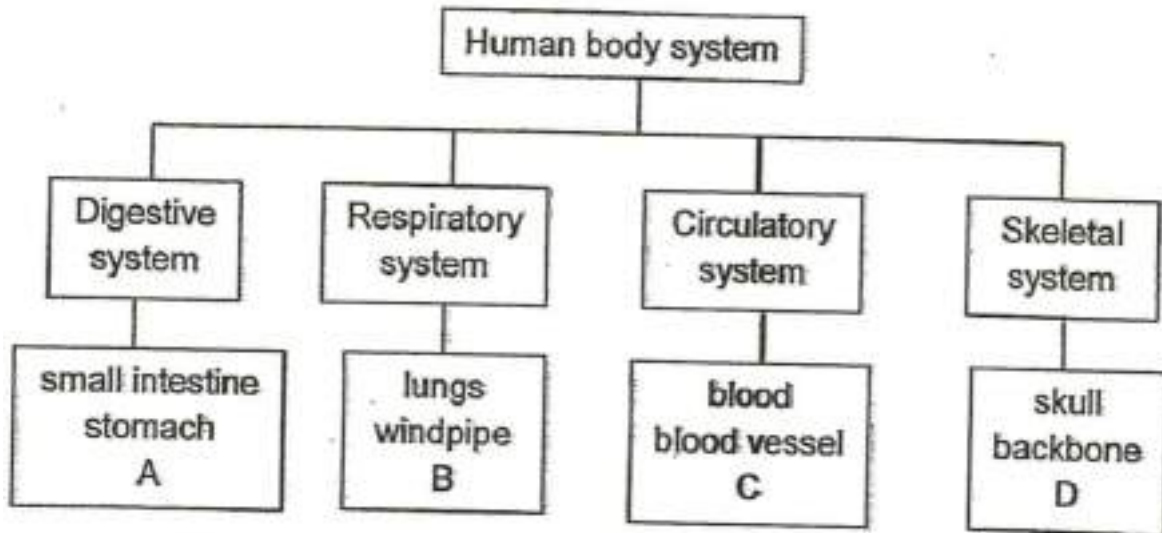 Human body system
Digestive
system
Respiratory
system
Circulatory
system
Skeletal
system
small intestine
stomach
A
lungs
windpipe
B
blood
blood vessel
C
skull
backbone
D